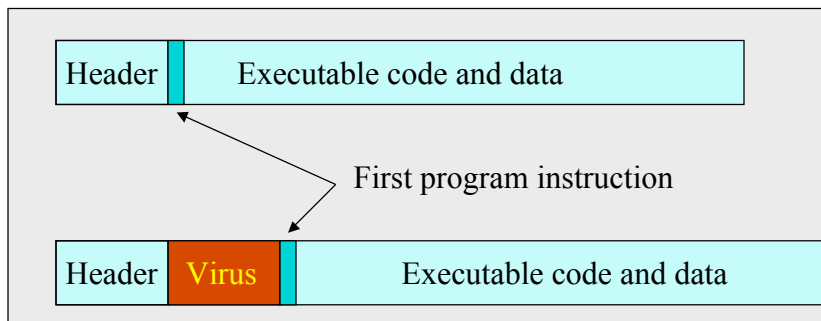 Header Executable code and data
First program instruction
Header Virus Executable code and data